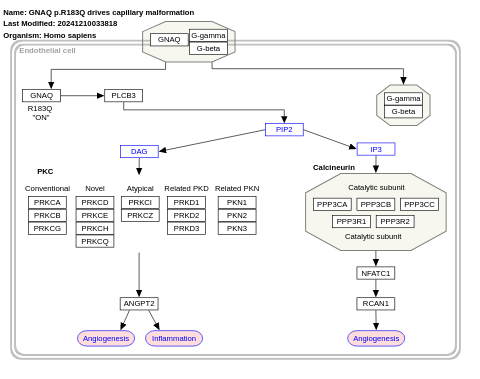 Name: GNAQ p.R183Q drives capillary malformation
Last Modified: 20241210033818
Organism: Homo sapiens
Endothelial cell
GNAQ
G-gamma
G-beta
GNAQ
PLCB3
G-gamma
G-beta
R183Q
"ON"
PIP2
DAG
IP3
PKC
Calcineurin
Conventional
Novel
Atypical
Related PKD
Related PKN
Catalytic subunit
PRKCA
PRKCD
PRKCI
PRKD1
PKN1
PPP3CA
PPP3CB
PPP3CC
PRKCB
PRKCE
PRKCZ
PRKD2
PKN2
PRKCG
PRKCH
PRKD3
PKN3
PPP3R1
PPP3R2
PRKCQ
Catalytic subunit
NFATC1
ANGPT2
RCAN1
Angiogenesis
Inflammation
Angiogenesis